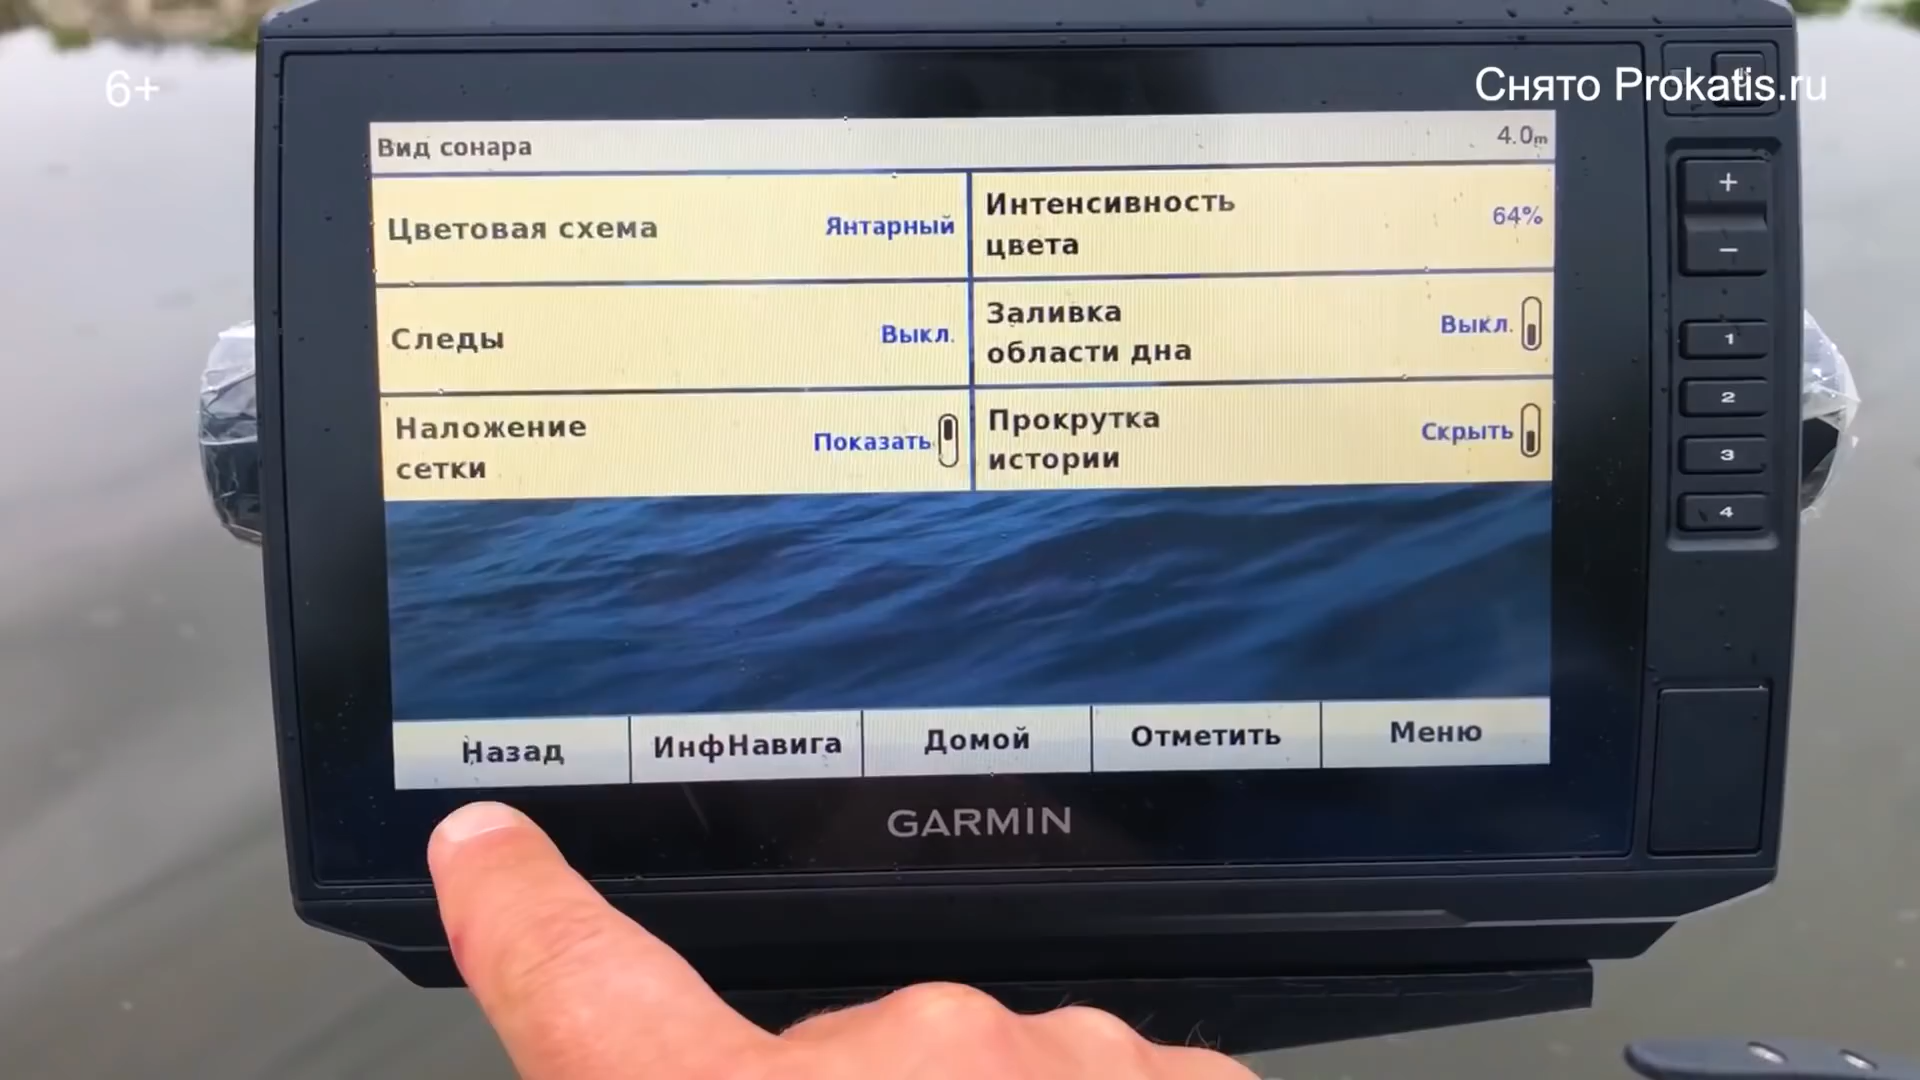 6+
Снято Prokatis.ru
Вид сонара
4.0m
Цветовая схема
Янтарный
Интенсивность
цвета
64%
Следы
Выкл.
Заливка
области дна
Выкл.
Наложение
сетки
Показать
Прокрутка
истории
Скрыть
Назад
ИнфНавига
Домой
Отметить
Меню
GARMIN
+
−
1
2
3
4